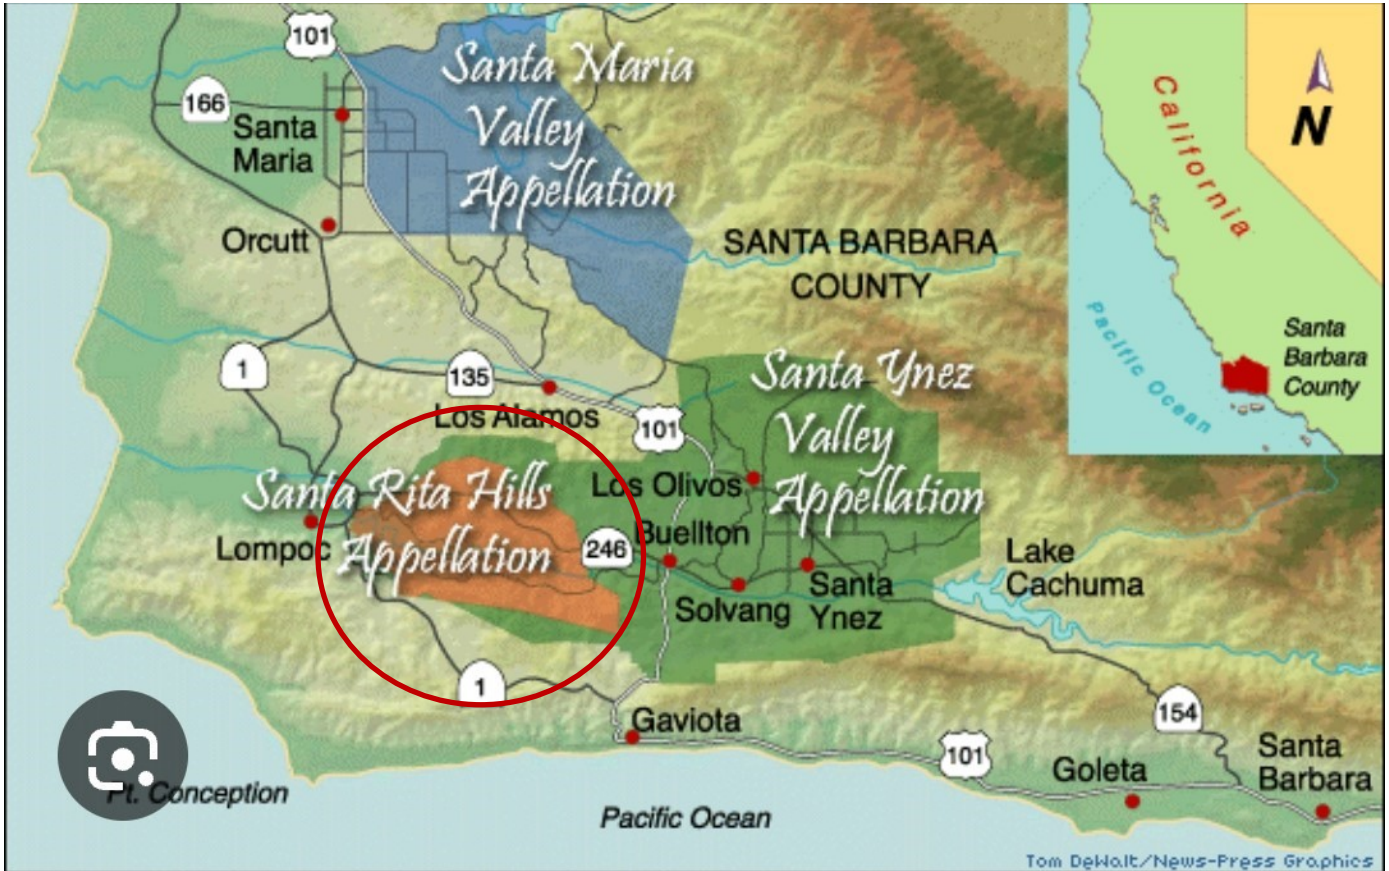 101
Santa Maria
Valley
Appellation
166
Santa
Maria
Orcutt
SANTA BARBARA
COUNTY
California
N
Pacific Ocean
Santa
Barbara
County
1
135
Los Alamos
101
Santa Ynez
Valley
Appellation
Santa Rita Hills
Appellation
Lompoc
246
Los Olivos
Buellton
Solvang
Santa
Ynez
Lake
Cachuma
1
Gaviota
154
101
Goleta
Santa
Barbara
Pt. Conception
Pacific Ocean
Tom DeWalt/News-Press Graphics